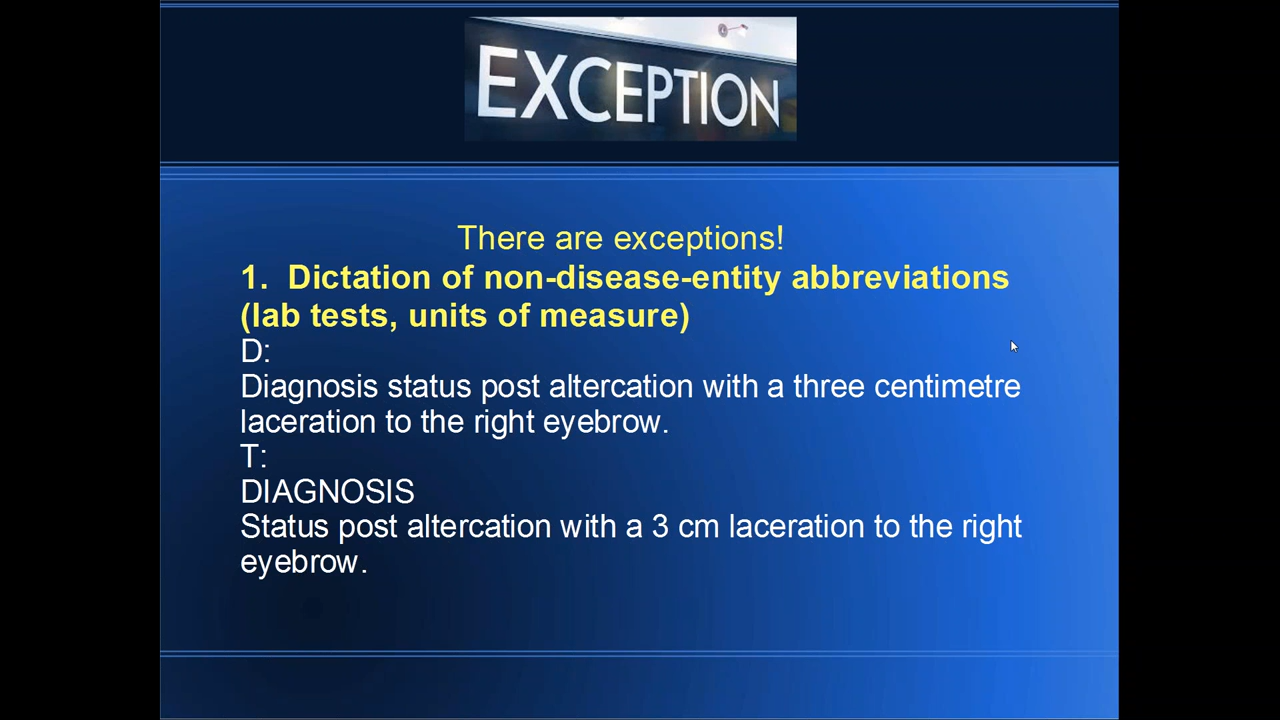 EXCEPTION
There are exceptions!
1. Dictation of non-disease-entity abbreviations
(lab tests, units of measure)
D:
Diagnosis status post altercation with a three centimetre
laceration to the right eyebrow.
T:
DIAGNOSIS
Status post altercation with a 3 cm laceration to the right
eyebrow.